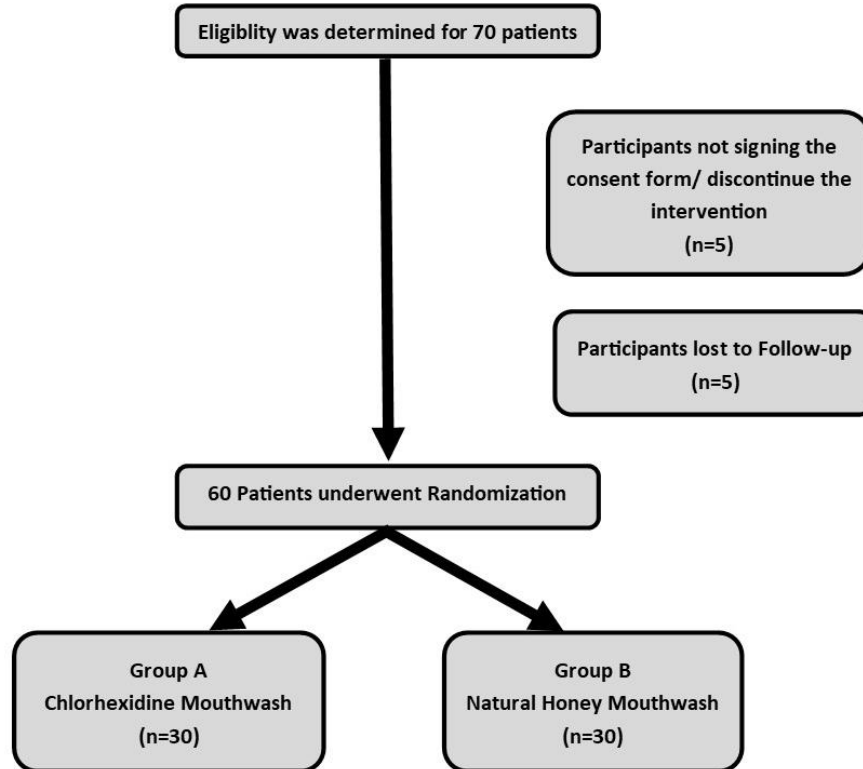 Eligiblity was determined for 70 patients
Participants not signing the
consent form/ discontinue the
intervention
(n=5)
Participants lost to Follow-up
(n=5)
60 Patients underwent Randomization
Group A
Chlorhexidine Mouthwash
(n=30)
Group B
Natural Honey Mouthwash
(n=30)